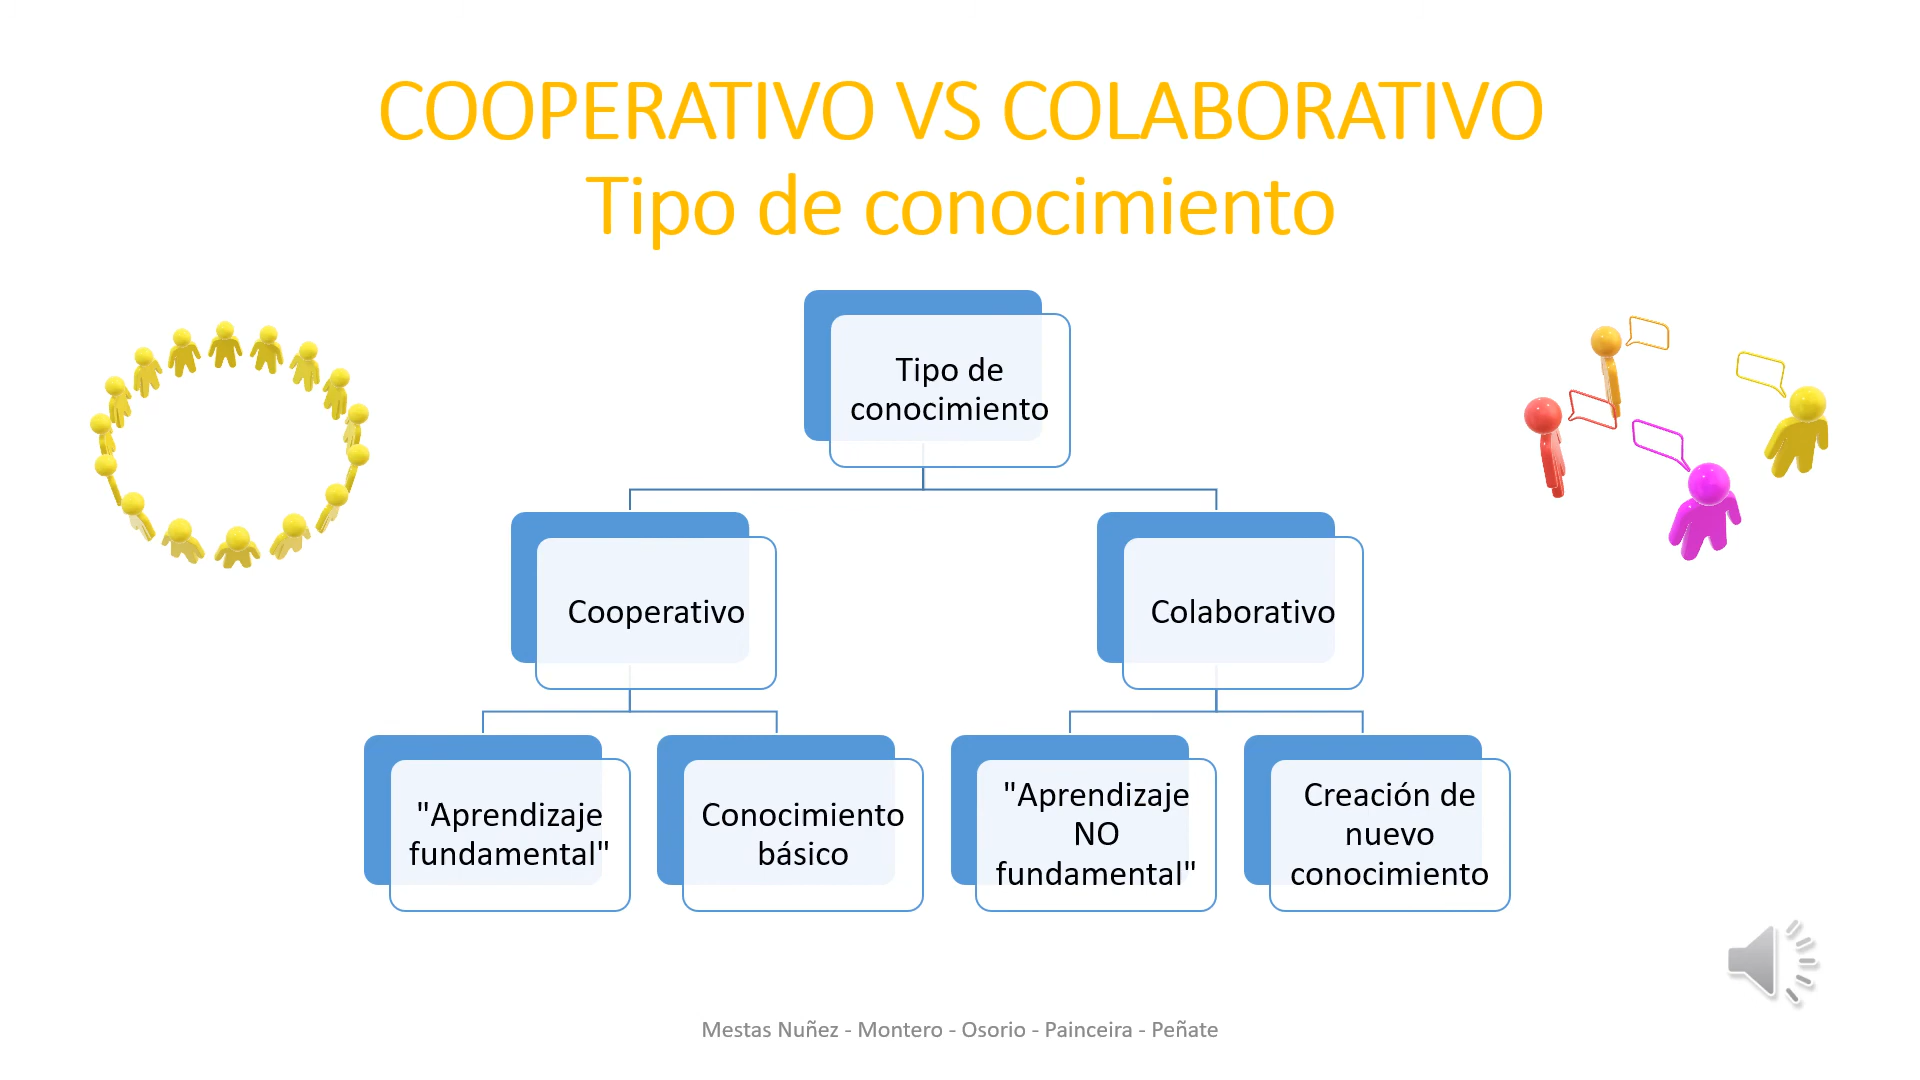 COOPERATIVO VS COLABORATIVO
Tipo de conocimiento
Tipo de
conocimiento
Cooperativo
Colaborativo
"Aprendizaje
fundamental"
Conocimiento
básico
"Aprendizaje
NO
fundamental"
Creación de
nuevo
conocimiento
Mestas Nuñez - Montero - Osorio - Painceira - Peñate